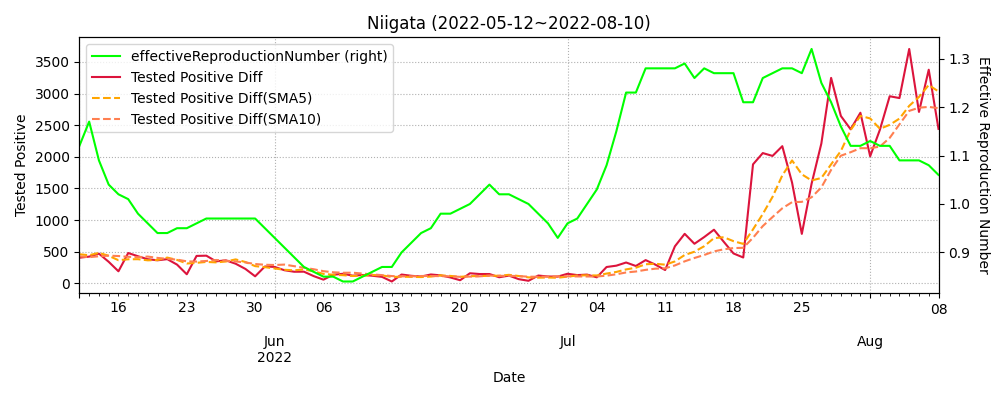 Niigata (2022-05-12~2022-08-10)
effectiveReproductionNumber (right)
Tested Positive Diff
Tested Positive Diff(SMA5)
Tested Positive Diff(SMA10)
Tested Positive
3500
3000
2500
2000
1500
1000
500
0
1.3
1.2
1.1
1.0
0.9
Effective Reproduction Number
16 23 30 06 13 20 27 04 11 18 25 08
Jun Jul Aug
2022
Date